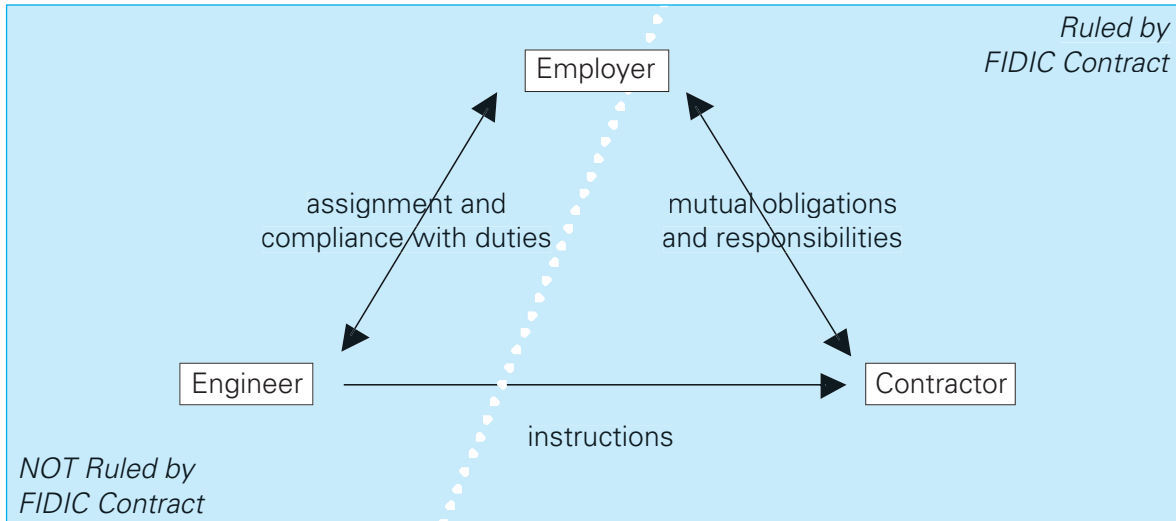 Ruled by
FIDIC Contract
Employer
assignment and
compliance with duties
mutual obligations
and responsibilities
Engineer
Contractor
instructions
NOT Ruled by
FIDIC Contract